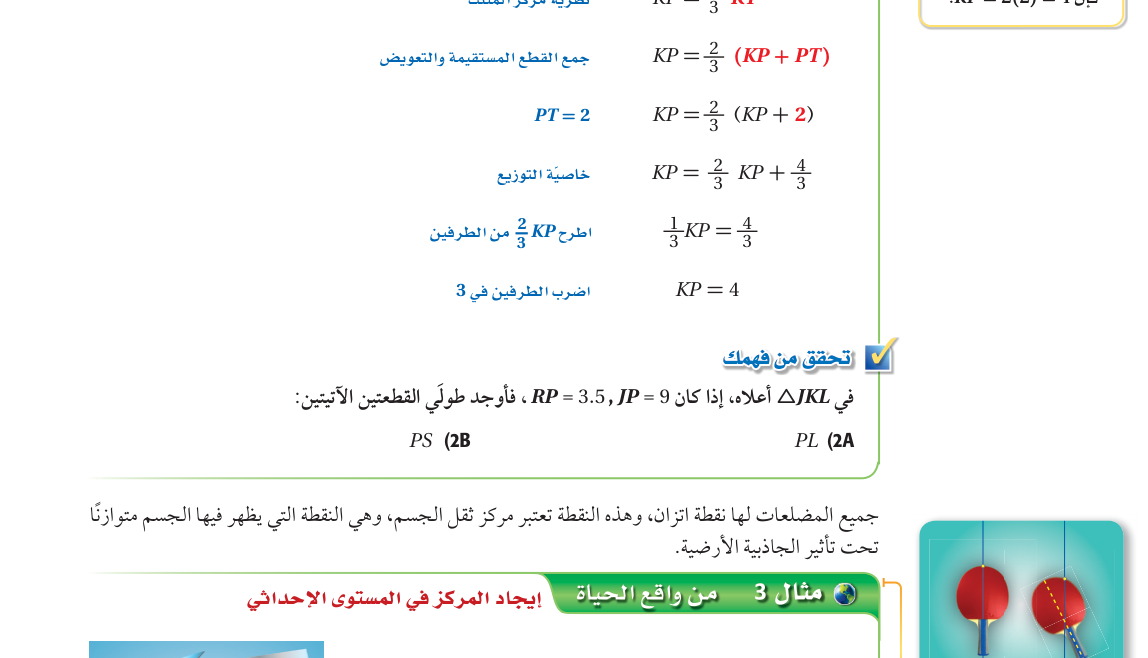 KP = 2/3 (KP + PT) جمع القطع المستقيمة والتعويض
KP = 2/3 (KP + 2) PT = 2
KP = 2/3 KP + 4/3 خاصيّة التوزيع
1/3 KP = 4/3 اطرح 2/3 KP من الطرفين
KP = 4 اضرب الطرفين في 3
تحقق من فهمك
في △JKL أعلاه، إذا كان RP = 3.5 , JP = 9 ، فأوجد طولَي القطعتين الآتيتين:
PL (2A PS (2B
جميع المضلعات لها نقطة اتزان، وهذه النقطة تعتبر مركز ثقل الجسم، وهي النقطة التي يظهر فيها الجسم متوازنًا
تحت تأثير الجاذبية الأرضية.
مثال 3 من واقع الحياة إيجاد المركز في المستوى الإحداثي